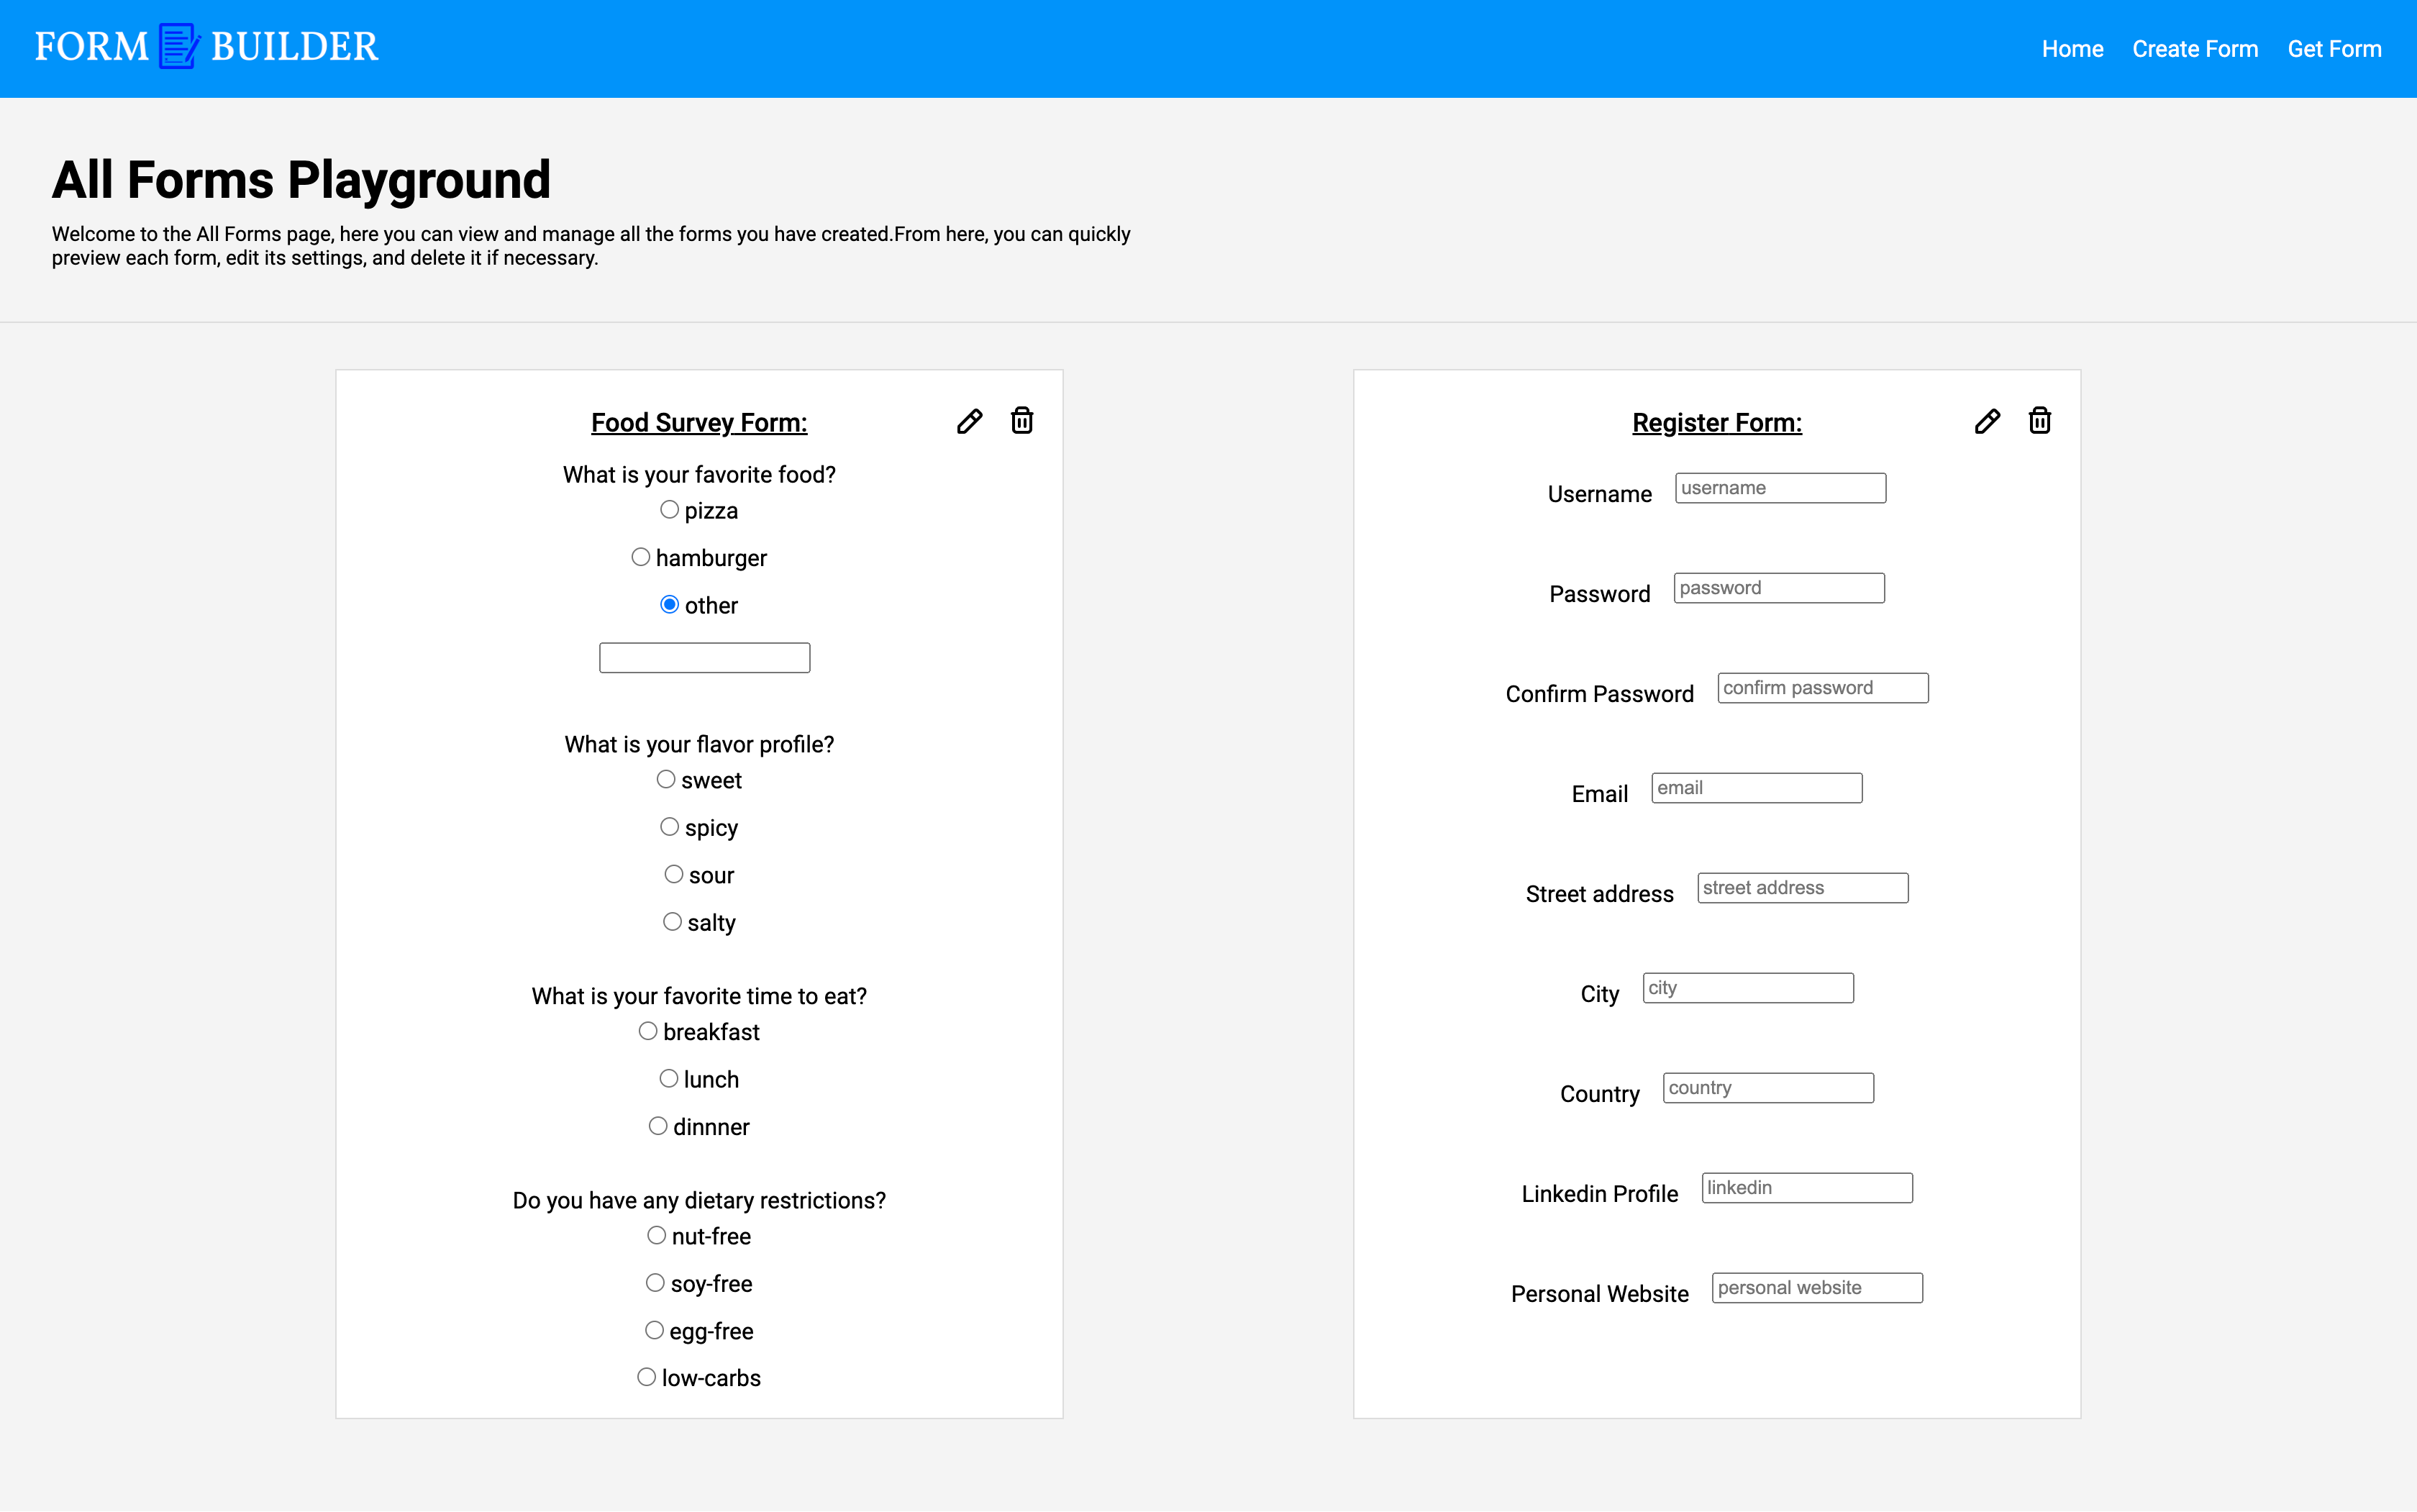 FORM BUILDER
Home Create Form Get Form
All Forms Playground
Welcome to the All Forms page, here you can view and manage all the forms you have created.From here, you can quickly
preview each form, edit its settings, and delete it if necessary.
Food Survey Form:
What is your favorite food?
pizza
hamburger
other
What is your flavor profile?
sweet
spicy
sour
salty
What is your favorite time to eat?
breakfast
lunch
dinnner
Do you have any dietary restrictions?
nut-free
soy-free
egg-free
low-carbs
Register Form:
Username username
Password password
Confirm Password confirm password
Email email
Street address street address
City city
Country country
Linkedin Profile linkedin
Personal Website personal website